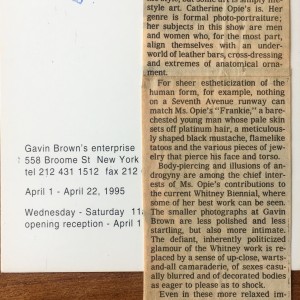 style art. Catherine Opie's is. Her
genre is formal photo-portraiture;
her subjects in this show are men
and women who, for the most part,
align themselves with an under-
world of leather bars, cross-dressing
and extremes of anatomical orna-
ment.
For sheer estheticization of the
human form, for example, nothing
on a Seventh Avenue runway can
match Ms. Opie's "Frankie," a bare-
chested young man whose pale skin
sets off platinum hair, a meticulous-
ly shaped black mustache, flamelike
tatoos and the various pieces of jewel-
ry that pierce his face and torso.
Body-piercing and illusions of an-
drogyny are among the chief inter-
ests of Ms. Opie's contributions to
the current Whitney Biennial, where
some of her best work can be seen.
The smaller photographs at Gavin
Brown are less polished and less
startling, but also more intimate.
The defiant, inherently politicized
glamour of the Whitney work is re-
placed by a sense of up-close, warts-
and-all camaraderie, of sexes casu-
ally blurred and of decorated bodies
as eager to please as to shock.
Even in these more relaxed im-
Gavin Brown's enterprise
558 Broome St New York
tel 212 431 1512 fax 212
April 1 - April 22, 1995
Wednesday - Saturday 11a
opening reception - April 1